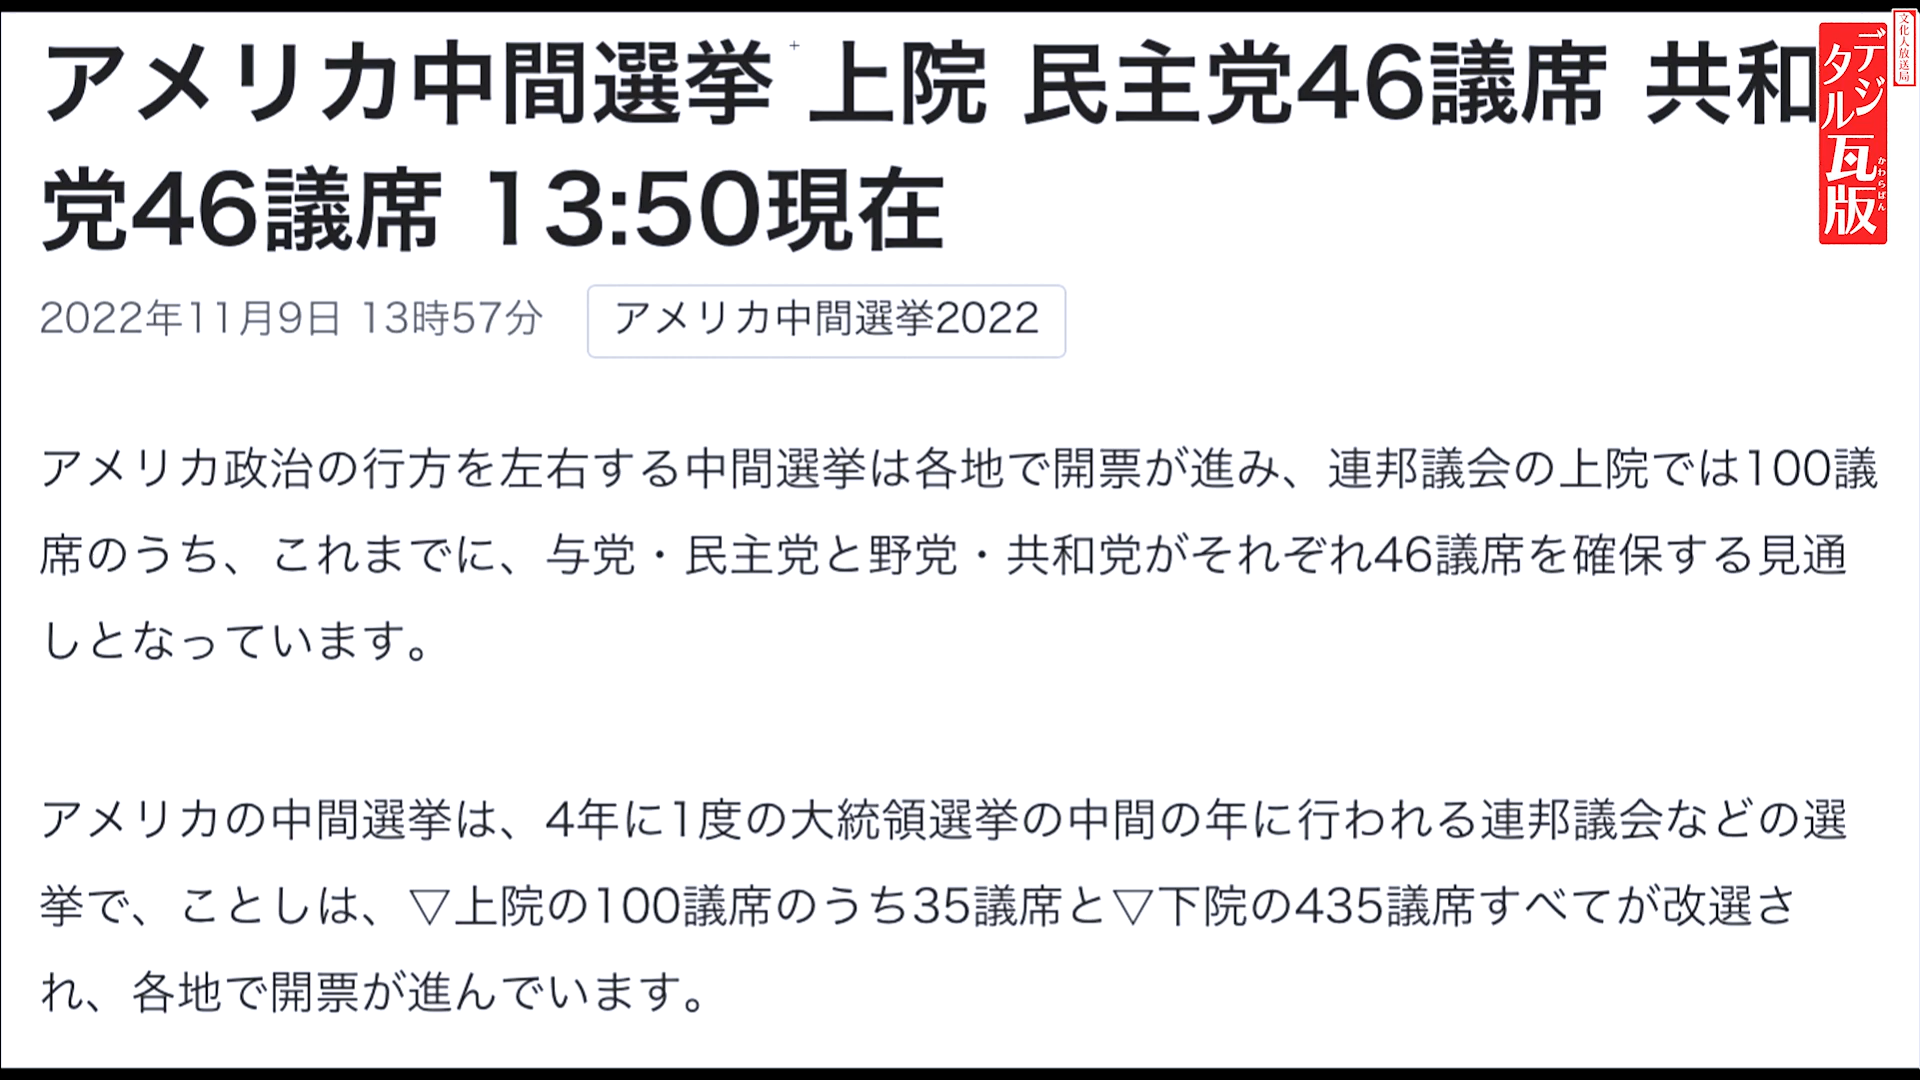 アメリカ中間選挙 上院 民主党46議席 共和
党46議席 13:50現在
2022年11月9日 13時57分
アメリカ中間選挙2022
アメリカ政治の行方を左右する中間選挙は各地で開票が進み、連邦議会の上院では100議
席のうち、これまでに、与党・民主党と野党・共和党がそれぞれ46議席を確保する見通
しとなっています。
アメリカの中間選挙は、4年に1度の大統領選挙の中間の年に行われる連邦議会などの選
挙で、ことしは、▽上院の100議席のうち35議席と▽下院の435議席すべてが改選さ
れ、各地で開票が進んでいます。
文化人放送局
デジ
タル
瓦版
かわらばん